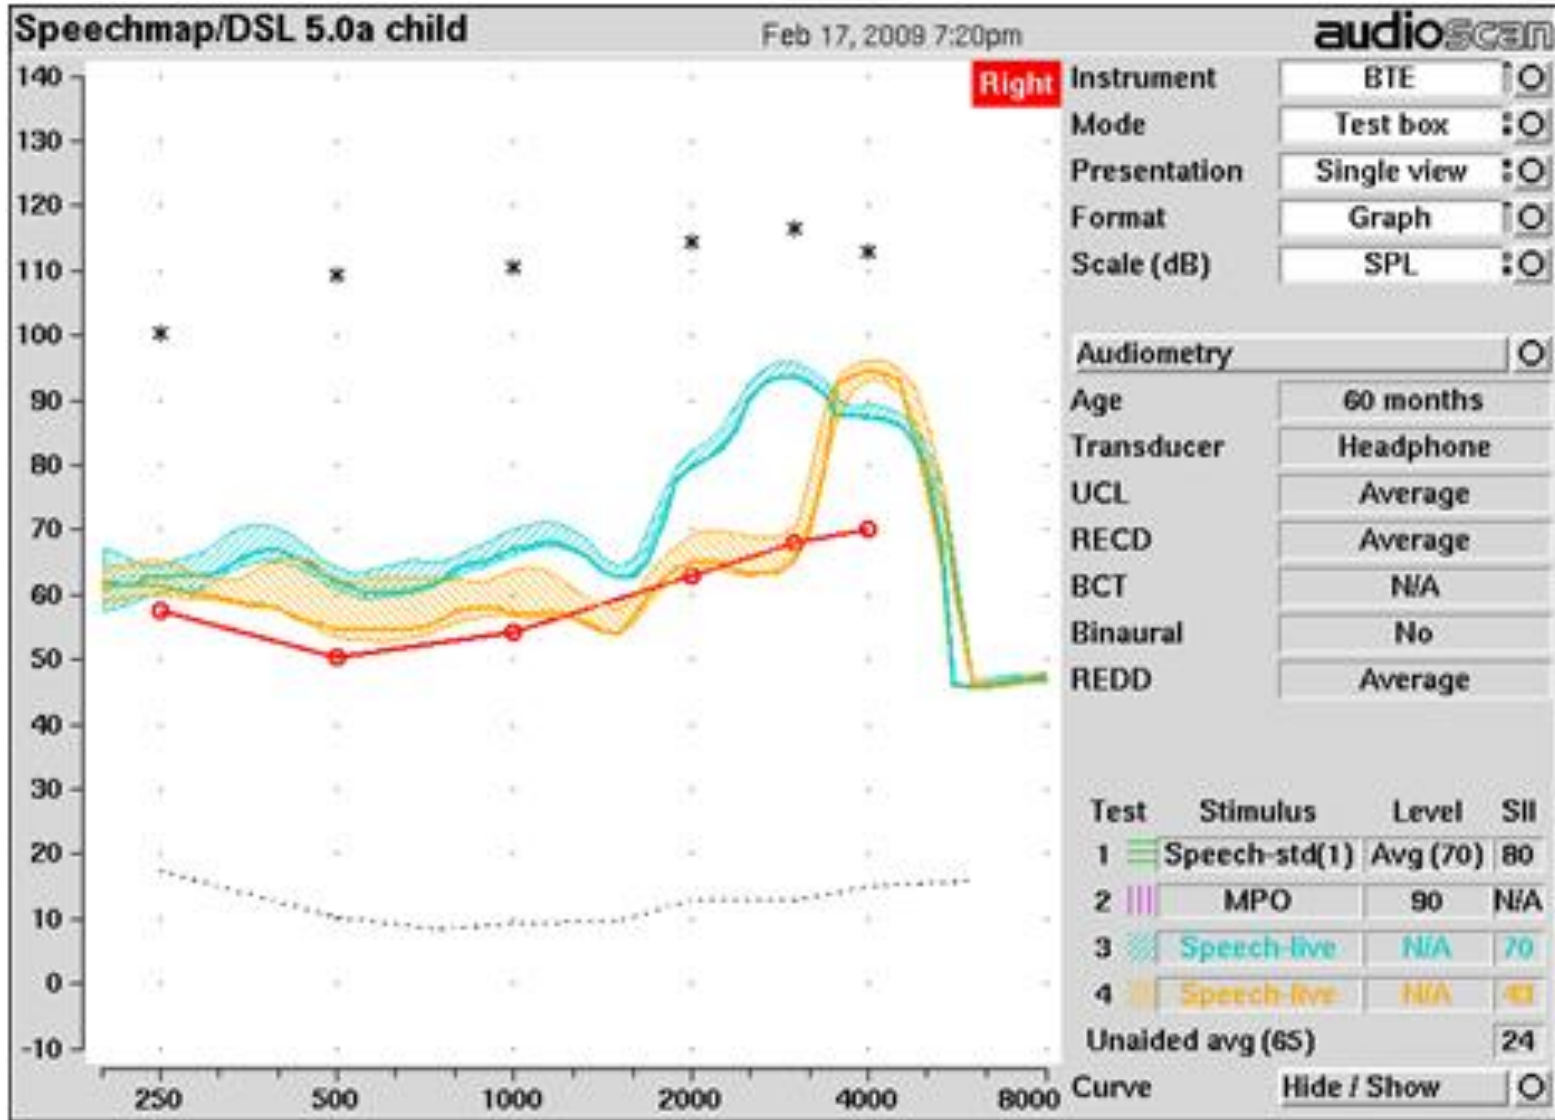 Speechmap/DSL 5.0a child Feb 17, 2009 7:20pm audioscan
Right
140
130
120
110
100
90
80
70
60
50
40
30
20
10
0
-10
250 500 1000 2000 4000 8000
Instrument BTE
Mode Test box
Presentation Single view
Format Graph
Scale (dB) SPL
Audiometry
Age 60 months
Transducer Headphone
UCL Average
RECD Average
BCT N/A
Binaural No
REDD Average
Test Stimulus Level SII
1 Speech-std(1) Avg (70) 80
2 MPO 90 N/A
3 Speech-live N/A 70
4 Speech-live N/A
Unaided avg (65) 24
Curve Hide / Show